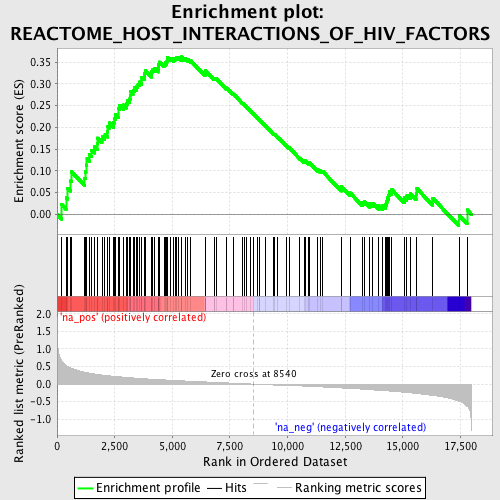 Enrichment plot:
REACTOME_HOST_INTERACTIONS_OF_HIV_FACTORS
Enrichment score (ES)
0.35
0.30
0.25
0.20
0.15
0.10
0.05
0.00
'na_pos' (positively correlated)
Ranked list metric (PreRanked)
2.0
1.5
1.0
0.5
0.0
-0.5
-1.0
Zero cross at 8540
'na_neg' (negatively correlated)
0
2,500
5,000
7,500
10,000
12,500
15,000
17,500
Rank in Ordered Dataset
Enrichment profile
Hits
Ranking metric scores